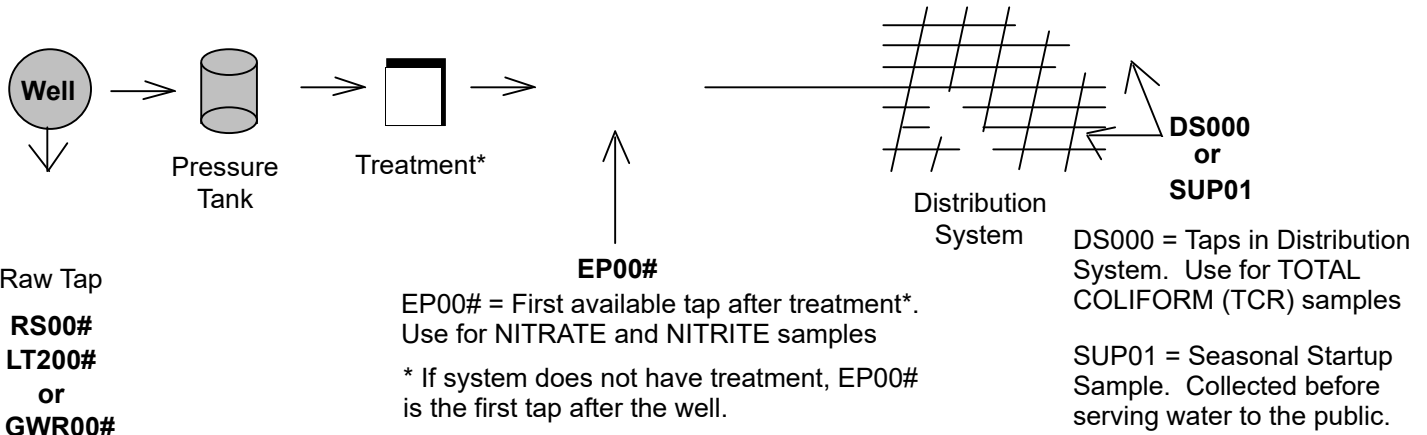 Well
Pressure
Tank
Treatment*
Distribution
System
DS000
or
SUP01
Raw Tap
RS00#
LT200#
or
GWR00#
EP00#
EP00# = First available tap after treatment*.
Use for NITRATE and NITRITE samples
* If system does not have treatment, EP00#
is the first tap after the well.
DS000 = Taps in Distribution
System.  Use for TOTAL
COLIFORM (TCR) samples
SUP01 = Seasonal Startup
Sample.  Collected before
serving water to the public.